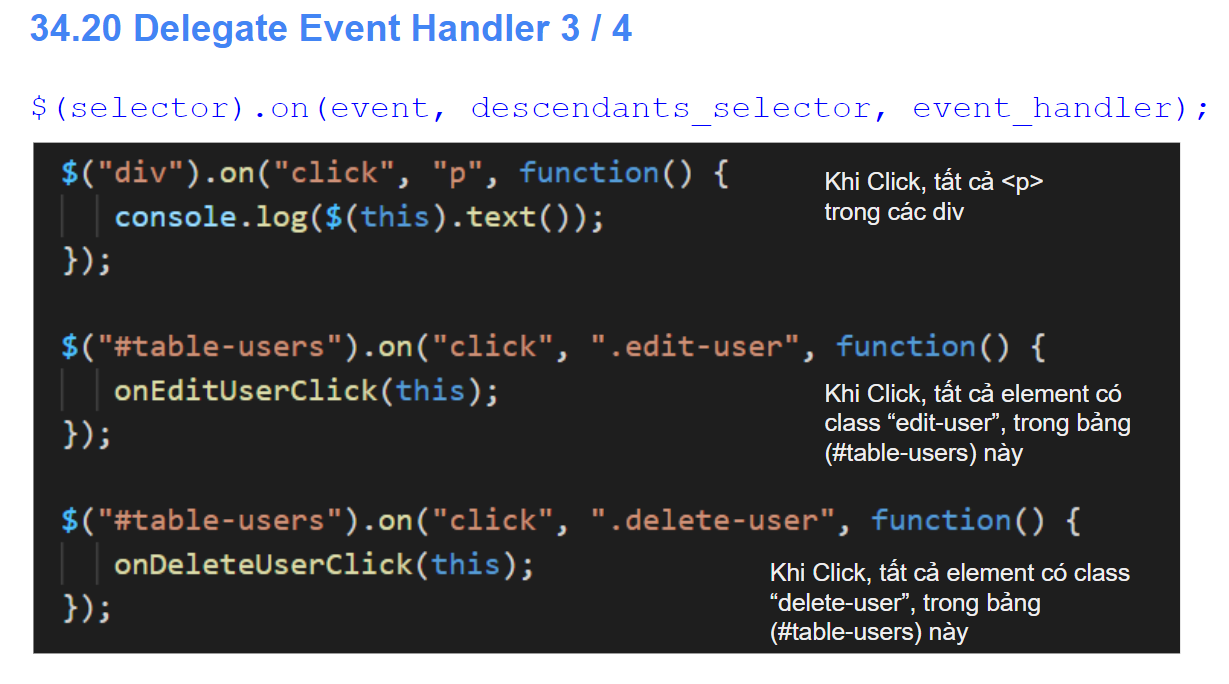 34.20 Delegate Event Handler 3 / 4
$(selector).on(event, descendants_selector, event_handler);
$("div").on("click", "p", function() {
console.log($(this).text());
});
Khi Click, tất cả <p>
trong các div
$("#table-users").on("click", ".edit-user", function() {
onEditUserClick(this);
});
Khi Click, tất cả element có
class “edit-user”, trong bảng
(#table-users) này
$("#table-users").on("click", ".delete-user", function() {
onDeleteUserClick(this);
});
Khi Click, tất cả element có class
“delete-user”, trong bảng
(#table-users) này